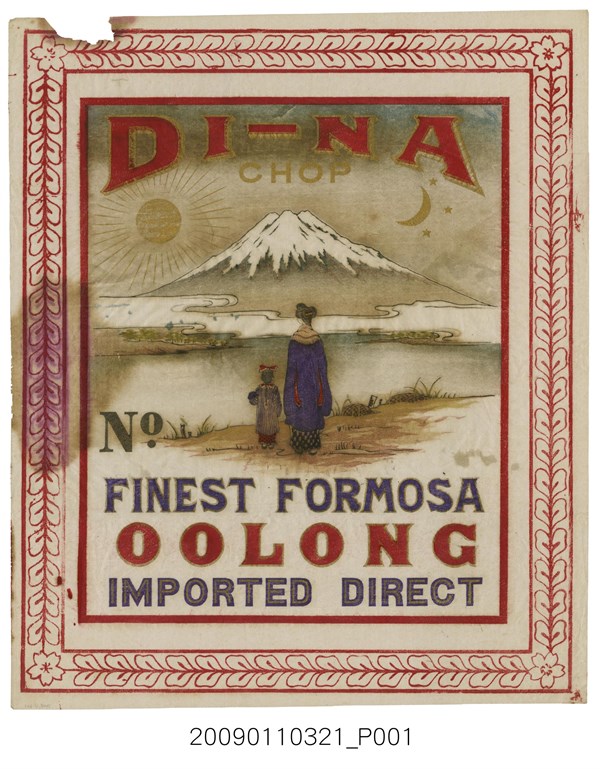 DI-NA
CHOP
Nº
FINEST FORMOSA
OOLONG
IMPORTED DIRECT
20090110321_P001